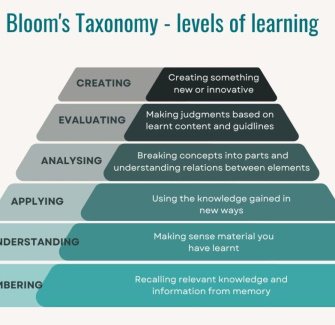 Bloom's Taxonomy - levels of learning
CREATING
Creating something
new or innovative
EVALUATING
Making judgments based on
learnt content and guidlines
ANALYSING
Breaking concepts into parts and
understanding relations between elements
APPLYING
Using the knowledge gained in
new ways
NDERSTANDING
Making sense material you
have learnt
MBERING
Recalling relevant knowledge and
information from memory